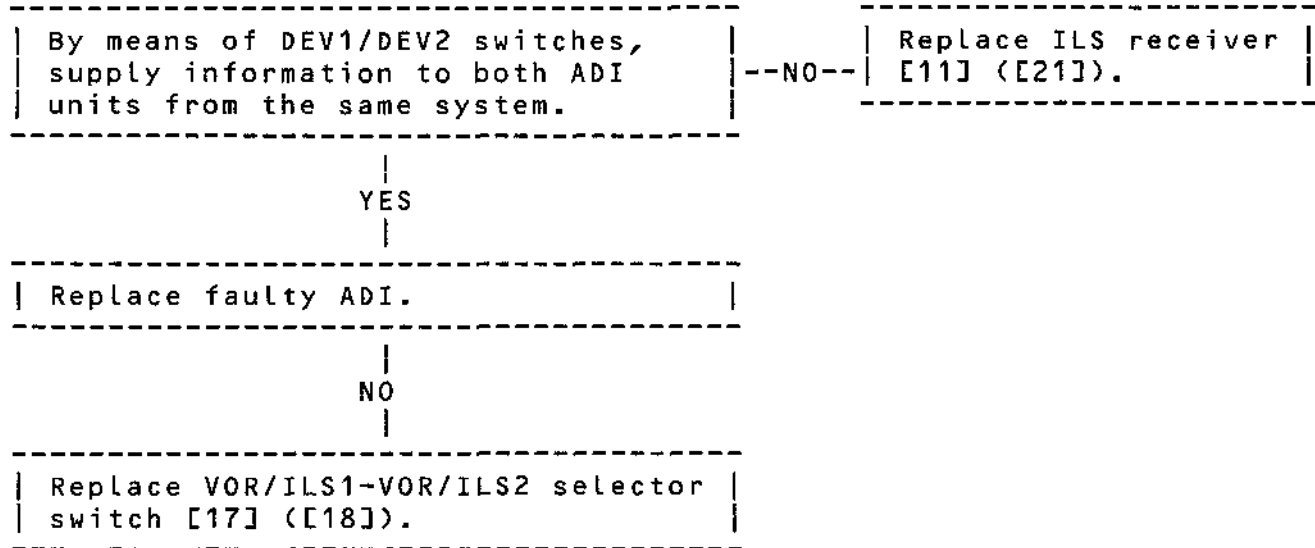 By means of DEV1/DEV2 switches,
supply information to both ADI
units from the same system.
--NO--
Replace ILS receiver
[11] ([21]).
YES
Replace faulty ADI.
NO
Replace VOR/ILS1-VOR/ILS2 selector
switch [17] ([18]).